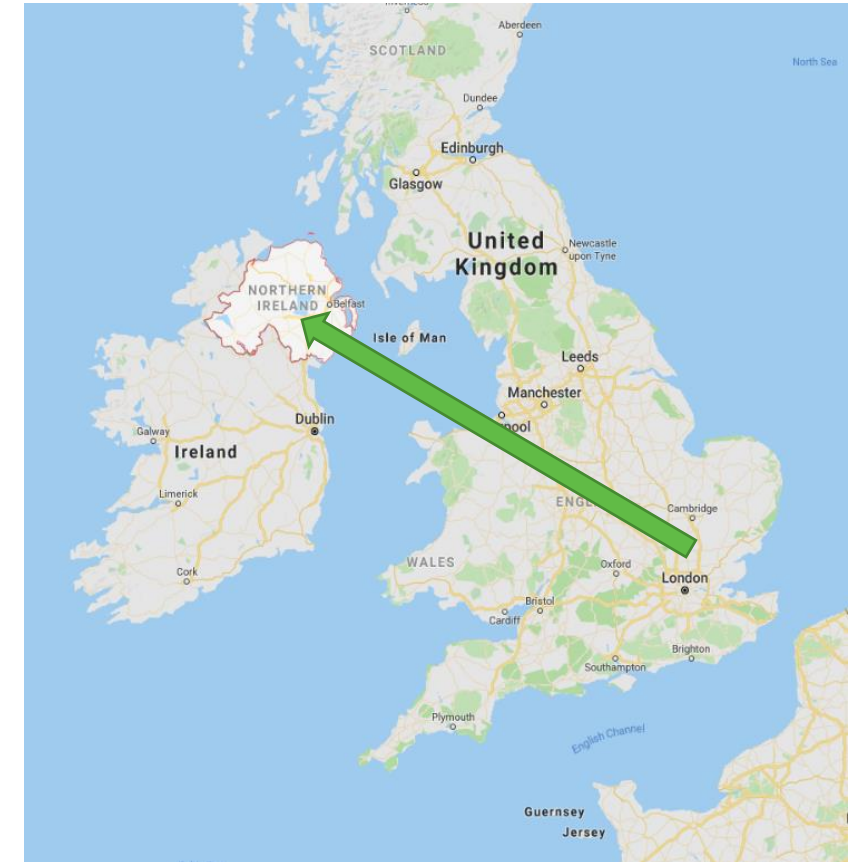 Aberdeen
SCOTLAND
North Sea
Dundee
Edinburgh
Glasgow
United
Kingdom
Newcastle
upon Tyne
NORTHERN
IRELAND
Belfast
Isle of Man
Leeds
Manchester
pool
Dublin
Galway
Ireland
Limerick
Cambridge
ENGL
WALES
Oxford
London
Cork
Bristol
Cardiff
Brighton
Southampton
Plymouth
English Channel
Guernsey
Jersey